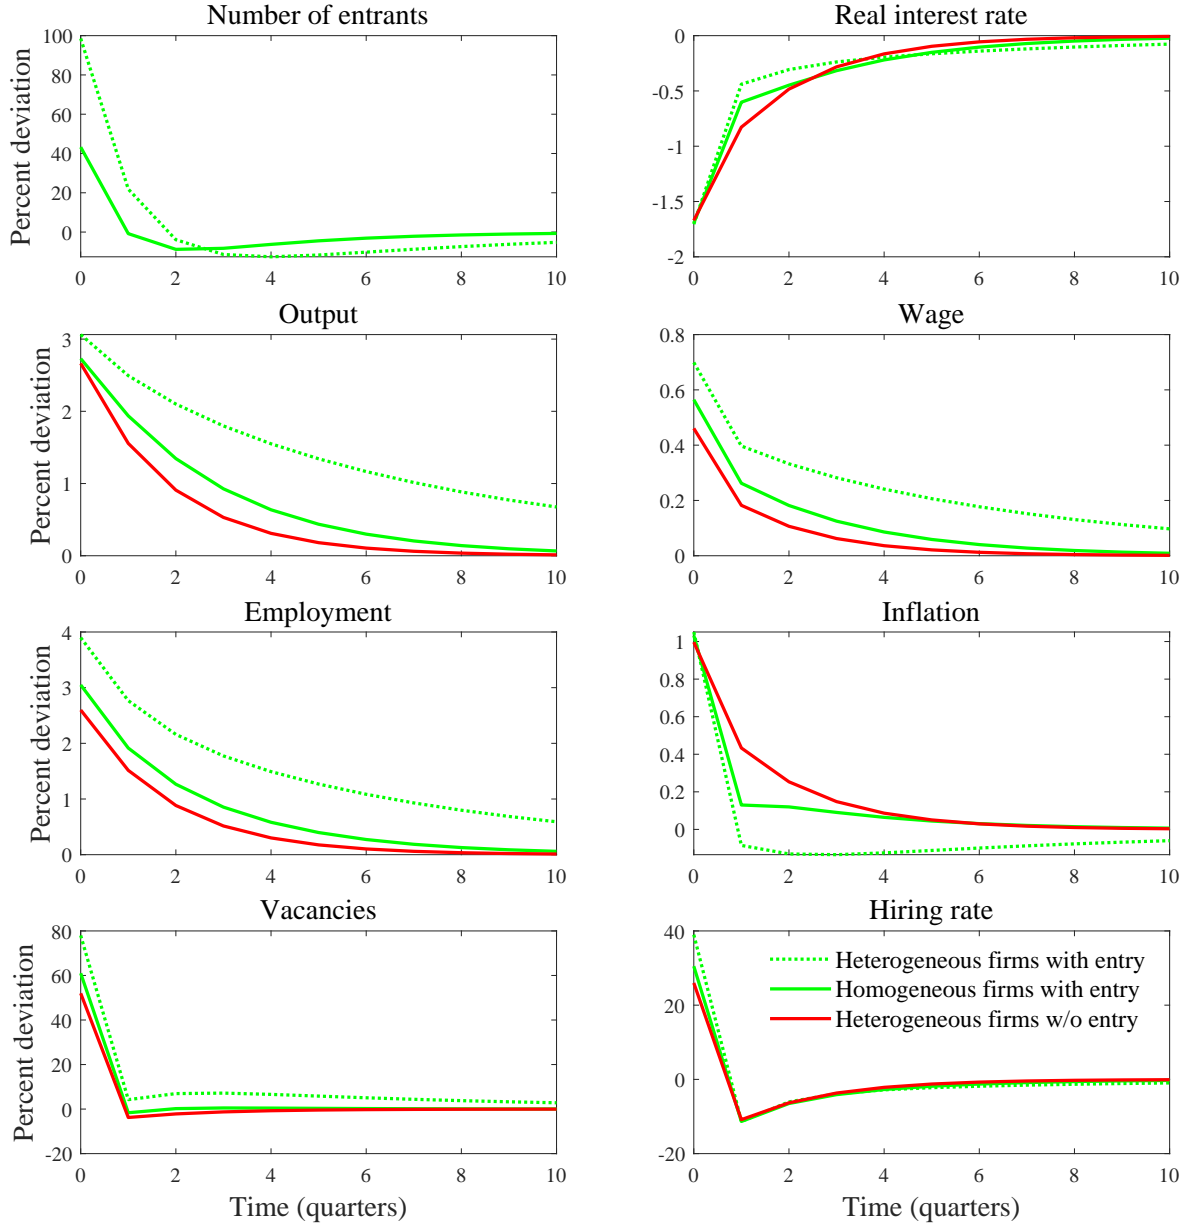 Number of entrants
Percent deviation
100
80
60
40
20
0
0 2 4 6 8 10
Real interest rate
0
-0.5
-1
-1.5
-2
0 2 4 6 8 10
Output
Percent deviation
3
2
1
0
0 2 4 6 8 10
Wage
0.8
0.6
0.4
0.2
0
0 2 4 6 8 10
Employment
Percent deviation
4
3
2
1
0
0 2 4 6 8 10
Inflation
1
0.8
0.6
0.4
0.2
0
0 2 4 6 8 10
Vacancies
Percent deviation
80
60
40
20
0
-20
0 2 4 6 8 10
Time (quarters)
Hiring rate
40
20
0
-20
Heterogeneous firms with entry
Homogeneous firms with entry
Heterogeneous firms w/o entry
0 2 4 6 8 10
Time (quarters)